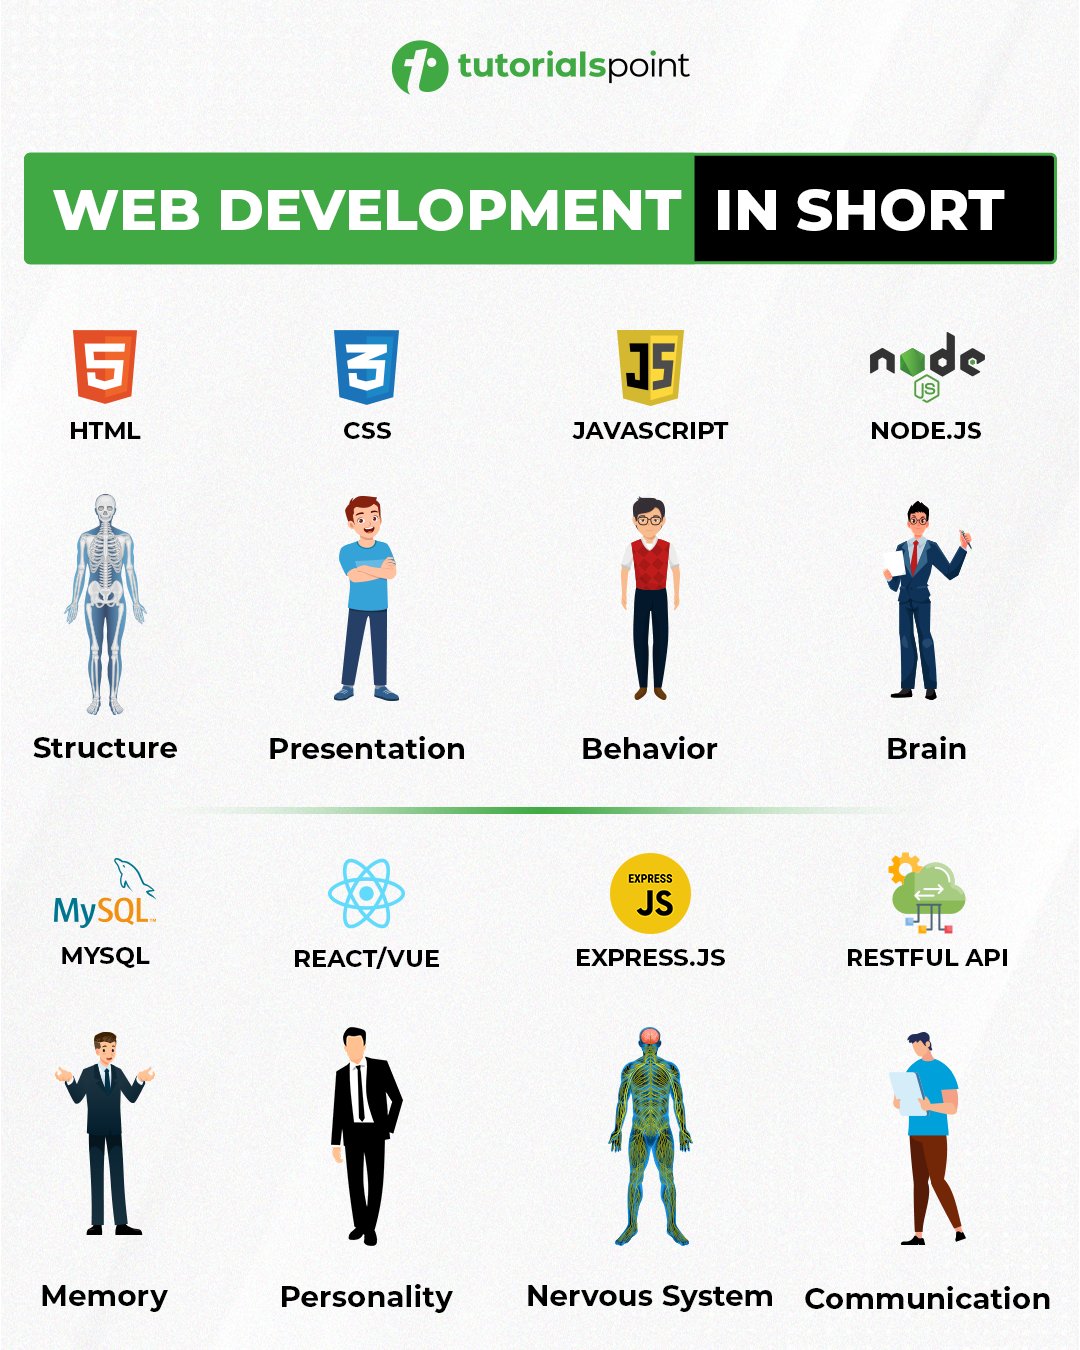 tutorialspoint
WEB DEVELOPMENT IN SHORT
5 3 JS node JS
HTML CSS JAVASCRIPT NODE.JS
Structure Presentation Behavior Brain
MySQL™ EXPRESS JS
MYSQL REACT/VUE EXPRESS.JS RESTFUL API
Memory Personality Nervous System Communication